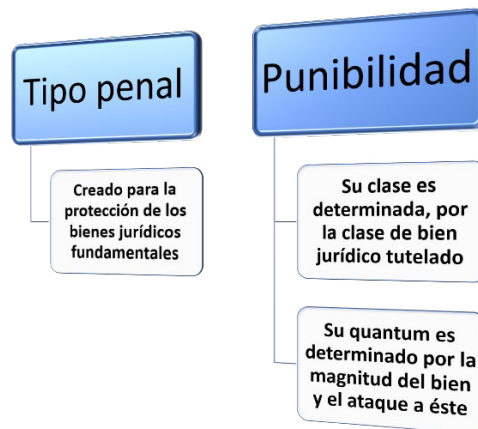 Tipo penal
Creado para la
protección de los
bienes jurídicos
fundamentales
Punibilidad
Su clase es
determinada, por
la clase de bien
jurídico tutelado
Su quantum es
determinado por la
magnitud del bien
y el ataque a éste